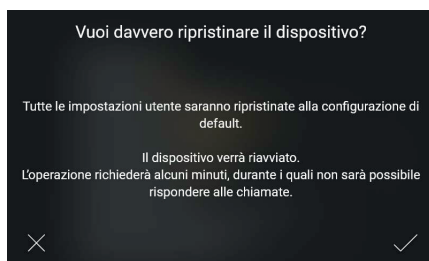 Vuoi davvero ripristinare il dispositivo?
Tutte le impostazioni utente saranno ripristinate alla configurazione di
default.
Il dispositivo verrà riavviato.
L'operazione richiederà alcuni minuti, durante i quali non sarà possibile
rispondere alle chiamate.